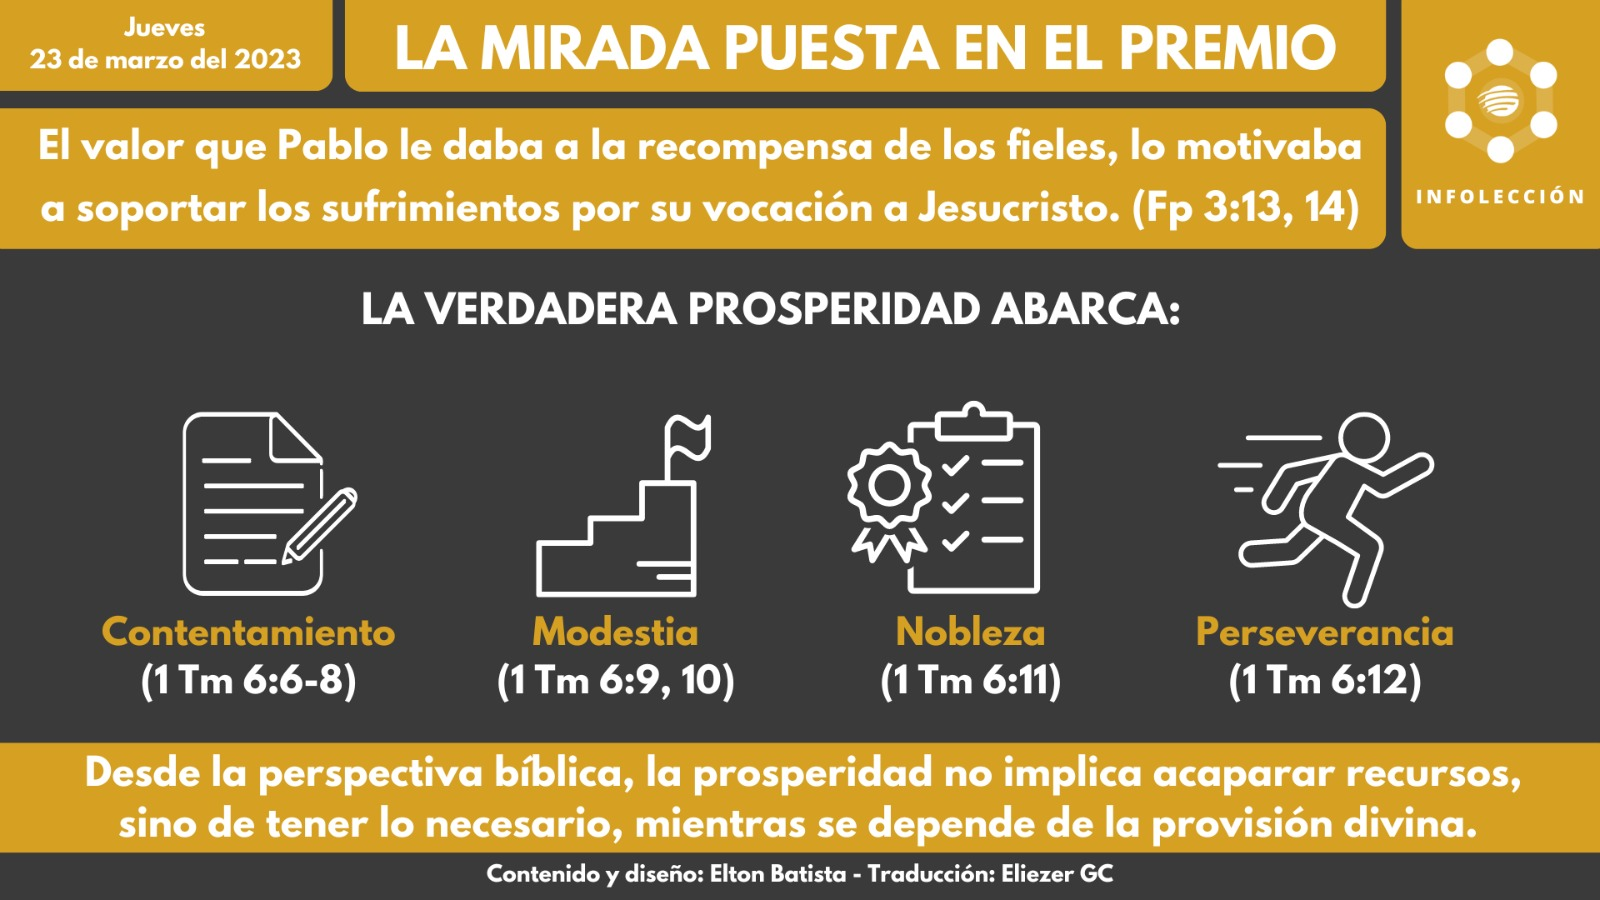 Jueves
23 de marzo del 2023
LA MIRADA PUESTA EN EL PREMIO
El valor que Pablo le daba a la recompensa de los fieles, lo motivaba
a soportar los sufrimientos por su vocación a Jesucristo. (Fp 3:13, 14)
INFOLECCIÓN
LA VERDADERA PROSPERIDAD ABARCA:
Contentamiento
(1 Tm 6:6-8)
Modestia
(1 Tm 6:9, 10)
Nobleza
(1 Tm 6:11)
Perseverancia
(1 Tm 6:12)
Desde la perspectiva bíblica, la prosperidad no implica acaparar recursos,
sino de tener lo necesario, mientras se depende de la provisión divina.
Contenido y diseño: Elton Batista - Traducción: Eliezer GC